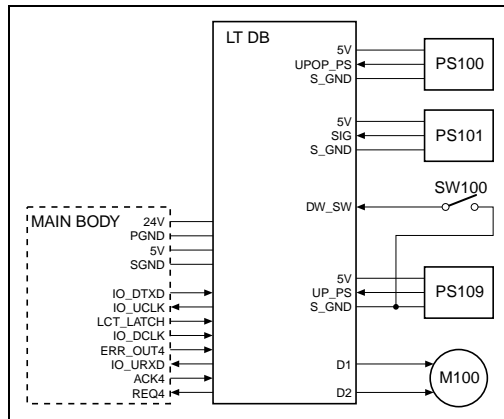 LT DB
5V
UPOP_PS
S_GND
PS100
5V
SIG
S_GND
PS101
SW100
DW_SW
MAIN BODY
24V
PGND
5V
SGND
IO_DTXD
IO_UCLK
LCT_LATCH
IO_DCLK
ERR_OUT4
IO_URXD
ACK4
REQ4
5V
UP_PS
S_GND
PS109
D1
D2
M100